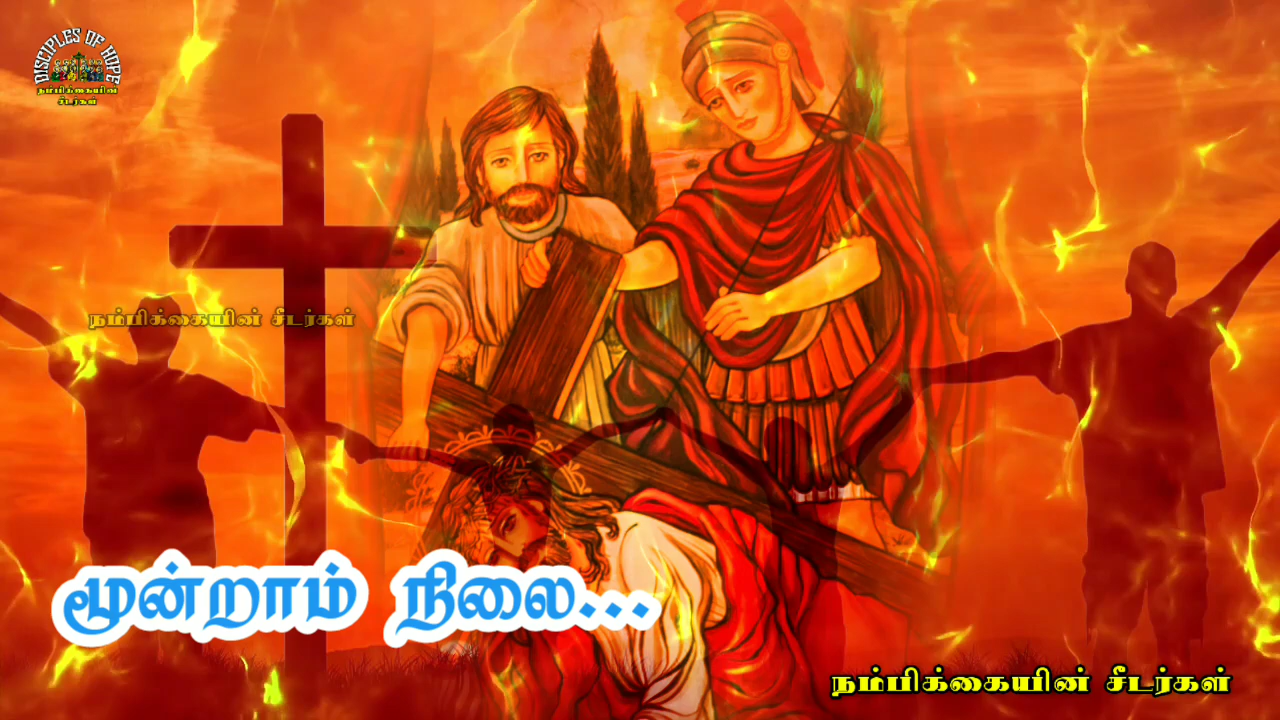 DISCIPLES OF HOPE
நம்பிக்கையின்
சீடர்கள்
நம்பிக்கையின் சீடர்கள்
மூன்றாம் நிலை...
நம்பிக்கையின் சீடர்கள்